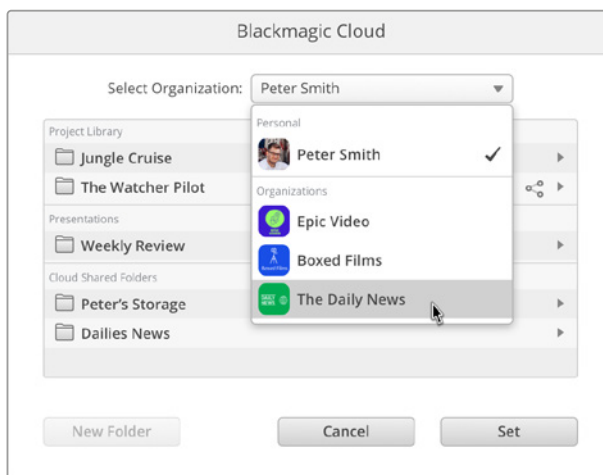 Blackmagic Cloud
Select Organization: Peter Smith
Personal
Peter Smith
Organizations
Epic Video
Boxed Films
The Daily News
Project Library
Jungle Cruise
The Watcher Pilot
Presentations
Weekly Review
Cloud Shared Folders
Peter's Storage
Dailies News
New Folder
Cancel
Set